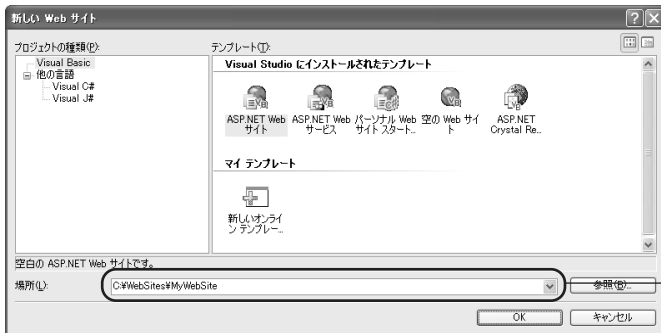 新しい Web サイト
プロジェクトの種類(P):
テンプレート(T):
Visual Basic
他の言語
Visual C#
Visual J#
Visual Studio にインストールされたテンプレート
ASP.NET Web サイト
ASP.NET Web サービス
パーソナル Web サイト スタート...
空の Web サイト
ASP.NET Crystal Re...
マイ テンプレート
新しいオンライン テンプレー...
空白の ASP.NET Web サイトです。
場所(L):
C:¥WebSites¥MyWebSite
参照(B)...
OK
キャンセル